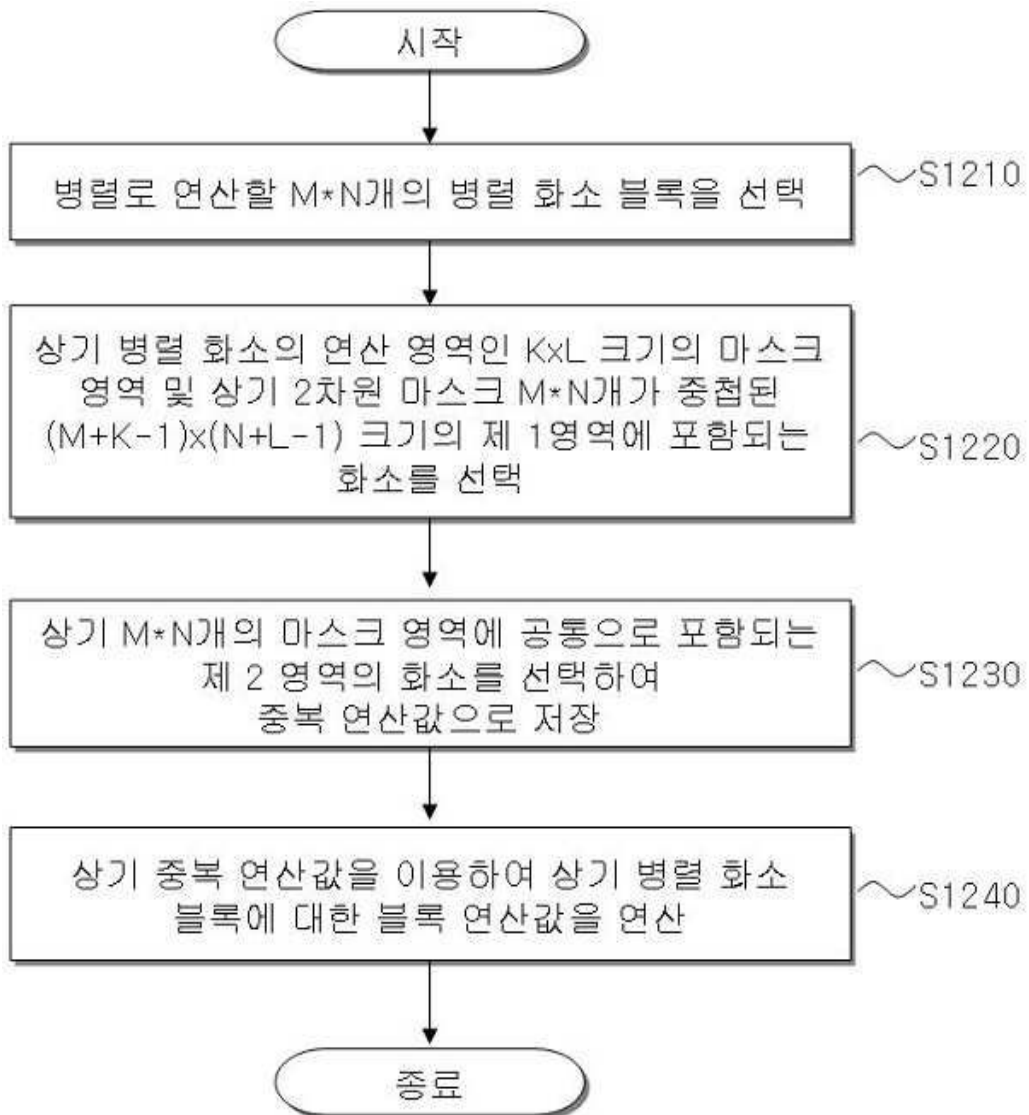 시작
병렬로 연산할 M*N개의 병렬 화소 블록을 선택
S1210
상기 병렬 화소의 연산 영역인 KxL 크기의 마스크
영역 및 상기 2차원 마스크 M*N개가 중첩된
(M+K-1)x(N+L-1) 크기의 제 1영역에 포함되는
화소를 선택
S1220
상기 M*N개의 마스크 영역에 공통으로 포함되는
제 2 영역의 화소를 선택하여
중복 연산값으로 저장
S1230
상기 중복 연산값을 이용하여 상기 병렬 화소
블록에 대한 블록 연산값을 연산
S1240
종료